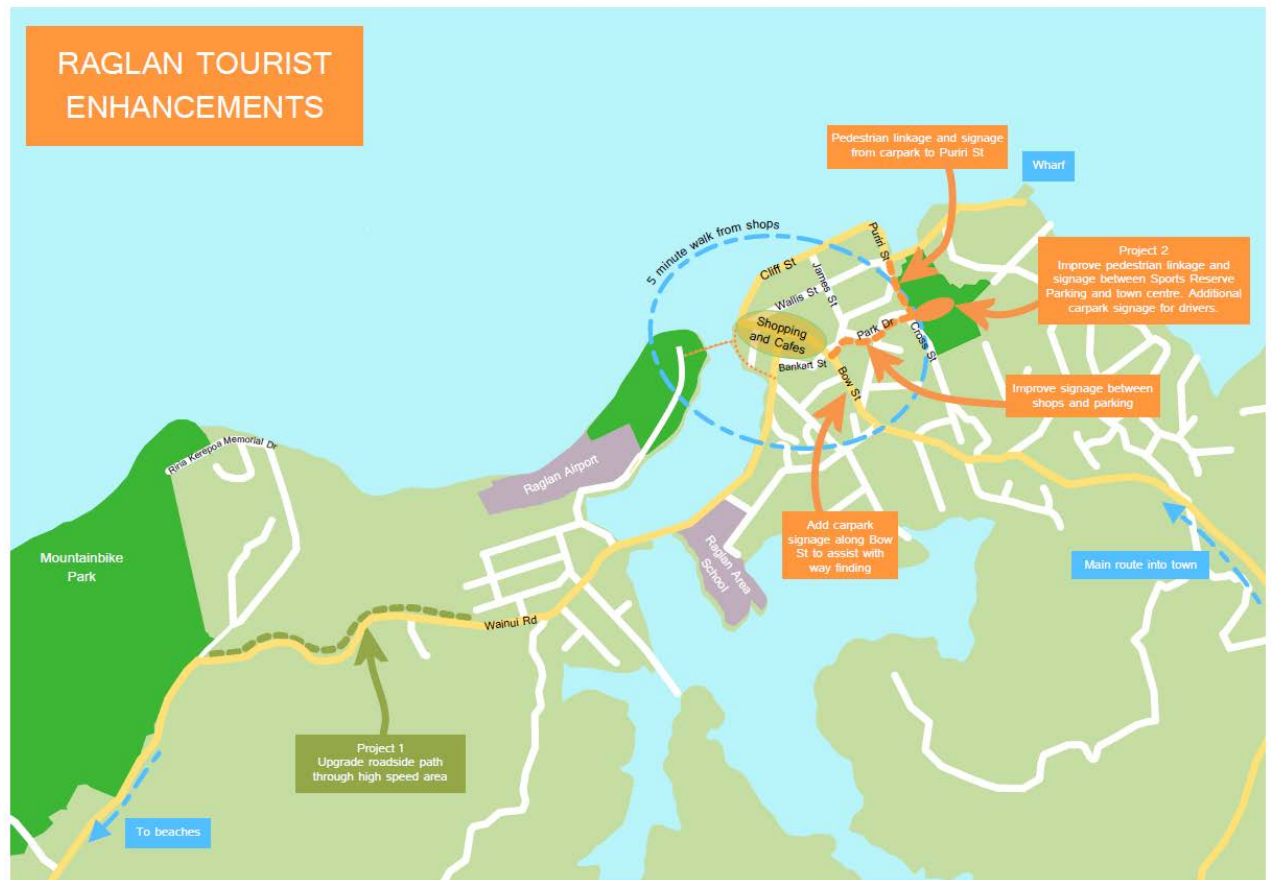 RAGLAN TOURIST
ENHANCEMENTS
Pedestrian linkage and signage
from carpark to Puriri St
Wharf
5 minute walk from shops
Cliff St
Puriri St
James St
Wallis St
Project 2
Improve pedestrian linkage and
signage between Sports Reserve
Parking and town centre. Additional
carpark signage for drivers.
Shopping
and Cafes
Park Dr
Cross St
Bankart St
Bow St
Improve signage between
shops and parking
Riria Kerepoa Memorial Dr
Raglan Airport
Add carpark
signage along Bow
St to assist with
way finding
Raglan Area
School
Mountainbike
Park
Main route into town
Wainui Rd
Project 1
Upgrade roadside path
through high speed area
To beaches